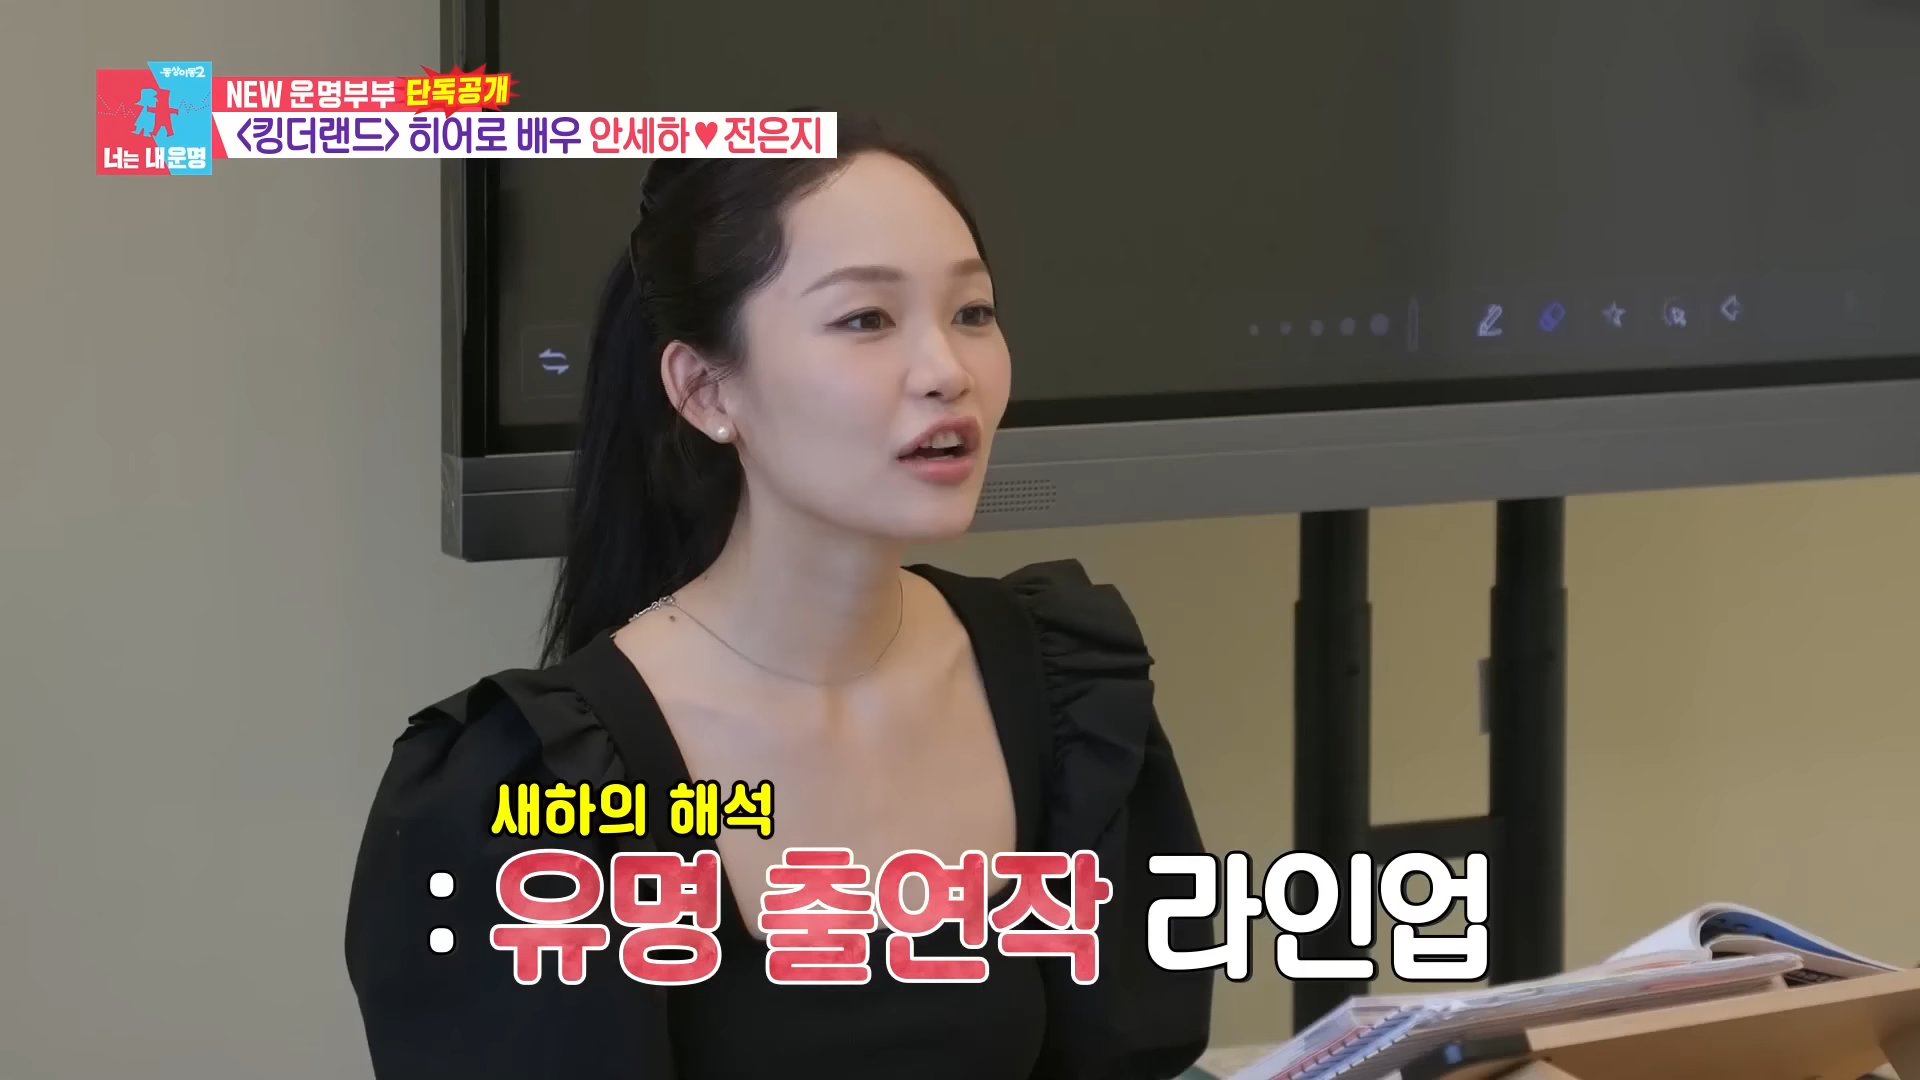 동상이몽2
너는 내운명
NEW 운명부부 단독공개
<킹더랜드> 히어로 배우 안세하♥전은지
새하의 해석
: 유명 출연작 라인업